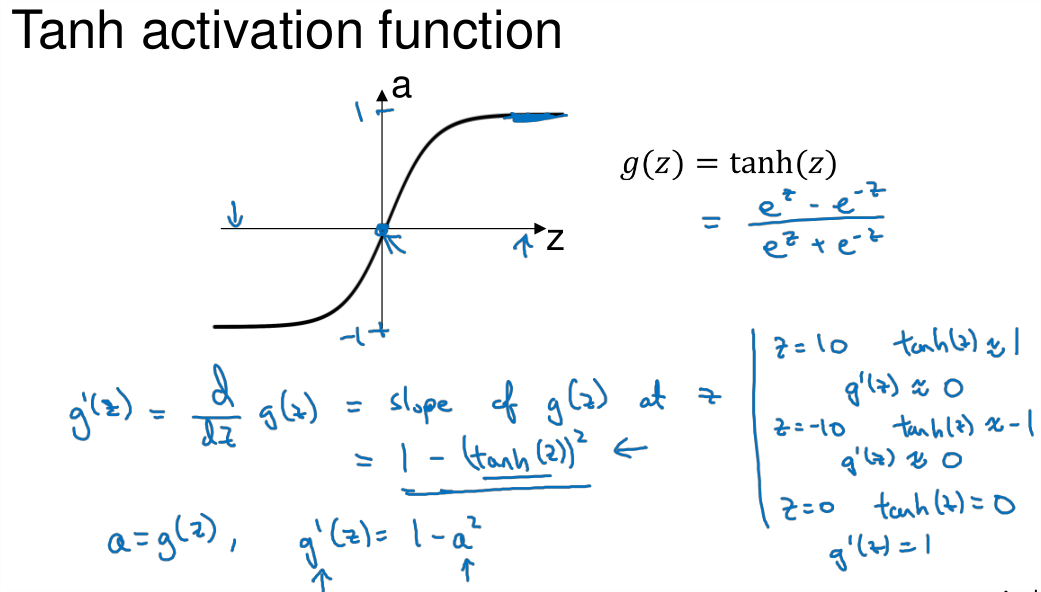 Tanh activation function
a
1
z
-1
g(z) = tanh(z)
= (e^z - e^-z) / (e^z + e^-z)
g'(z) = d/dz g(z) = slope of g(z) at z
= 1 - (tanh(z))² ←
a = g(z), g'(z) = 1 - a²
z = 10 tanh(z) ≈ 1
g'(z) ≈ 0
z = -10 tanh(z) ≈ -1
g'(z) ≈ 0
z = 0 tanh(z) = 0
g'(z) = 1